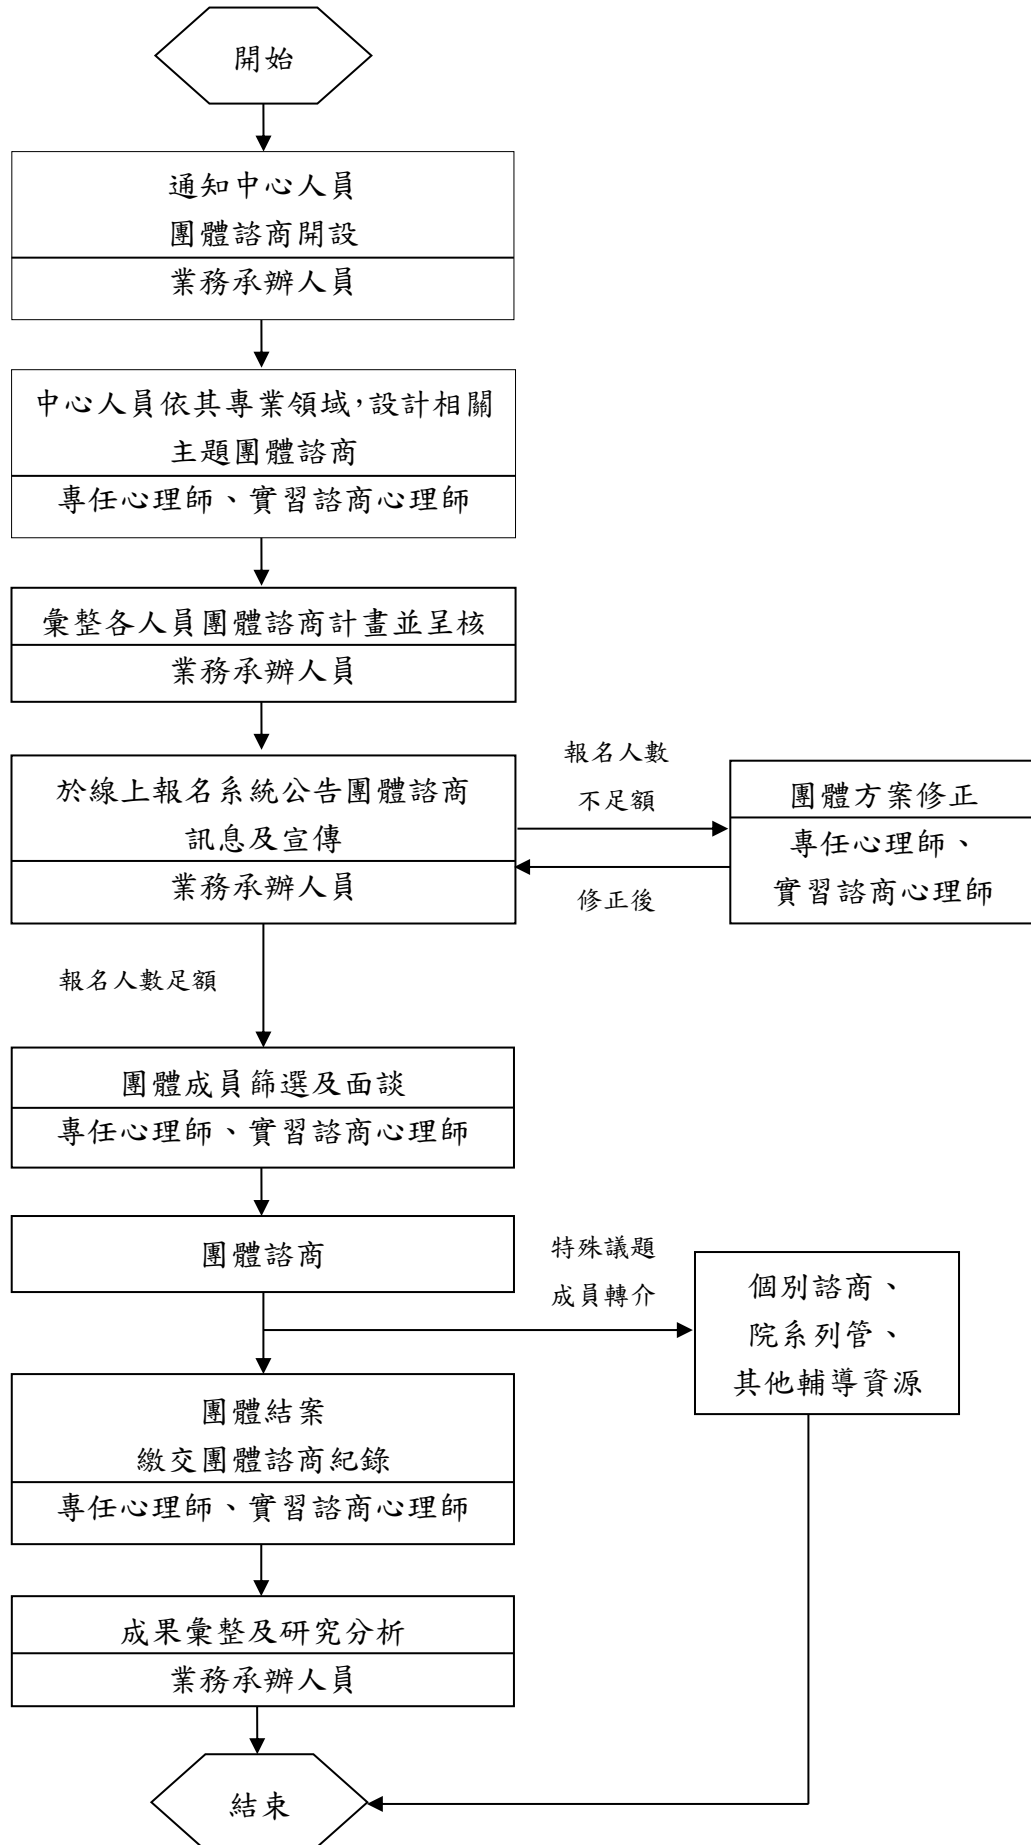 開始
通知中心人員
團體諮商開設
業務承辦人員
中心人員依其專業領域，設計相關
主題團體諮商
專任心理師、實習諮商心理師
彙整各人員團體諮商計畫並呈核
業務承辦人員
於線上報名系統公告團體諮商
訊息及宣傳
業務承辦人員
報名人數
不足額
修正後
團體方案修正
專任心理師、
實習諮商心理師
報名人數足額
團體成員篩選及面談
專任心理師、實習諮商心理師
團體諮商
特殊議題
成員轉介
個別諮商、
院系列管、
其他輔導資源
團體結案
繳交團體諮商紀錄
專任心理師、實習諮商心理師
成果彙整及研究分析
業務承辦人員
結束